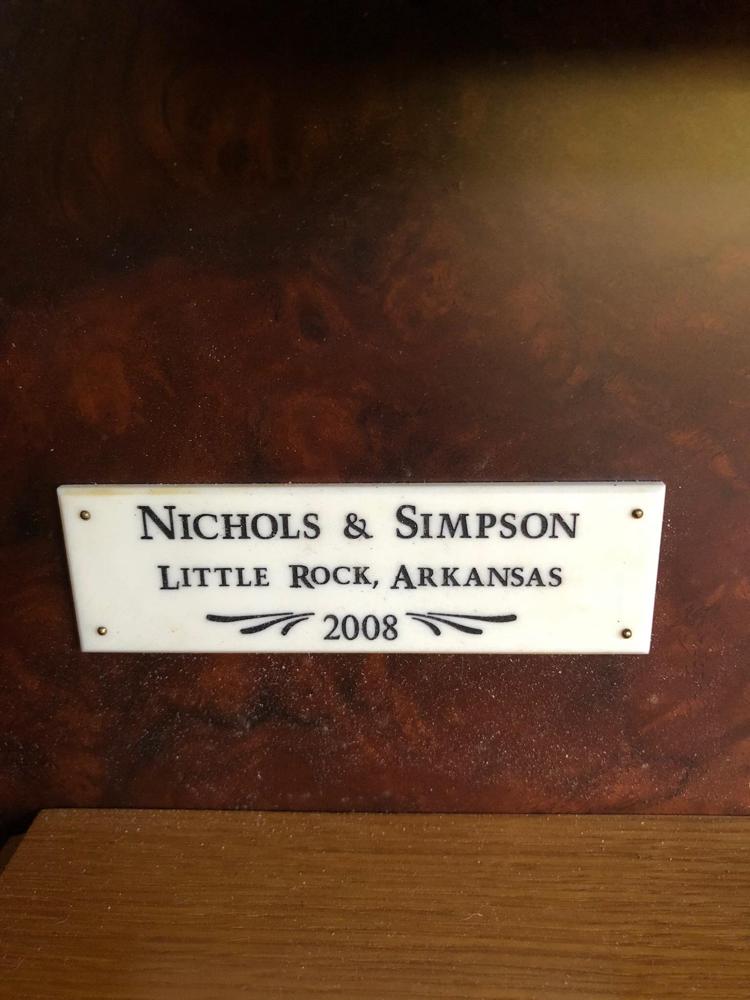 NICHOLS & SIMPSON
LITTLE ROCK, ARKANSAS
2008